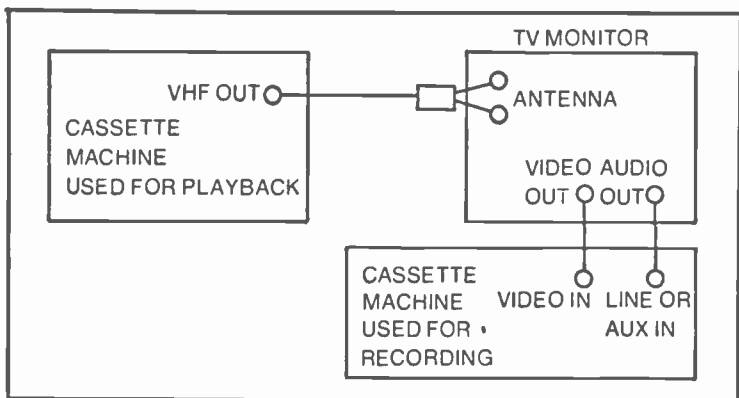 TV MONITOR
VHF OUT
ANTENNA
CASSETTE
MACHINE
USED FOR PLAYBACK
VIDEO AUDIO
OUT OUT
CASSETTE
MACHINE
USED FOR
RECORDING
VIDEO IN
LINE OR
AUX IN